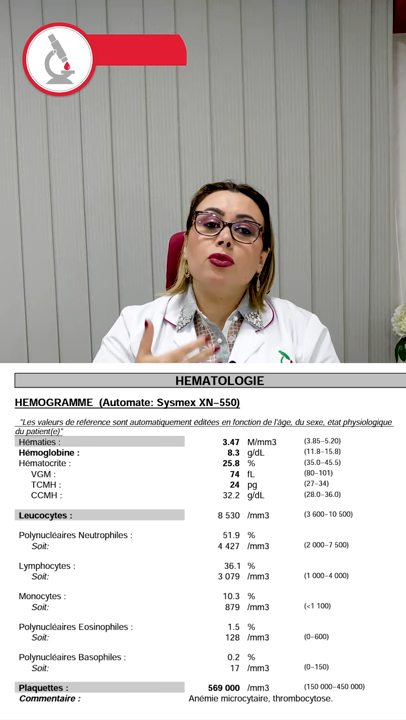 HEMATOLOGIE
HEMOGRAMME (Automate: Sysmex XN–550)
"Les valeurs de référence sont automatiquement éditées en fonction de l'âge, du sexe, état physiologique
du patient(e)"
Hématies : 3.47 M/mm3 (3.85–5.20)
Hémoglobine : 8.3 g/dL (11.8–15.8)
Hématocrite : 25.8 % (35.0–45.5)
VGM : 74 fL (80–101)
TCMH : 24 pg (27–34)
CCMH : 32.2 g/dL (28.0–36.0)
Leucocytes : 8 530 /mm3 (3 600–10 500)
Polynucléaires Neutrophiles : 51.9 %
Soit: 4 427 /mm3 (2 000–7 500)
Lymphocytes : 36.1 %
Soit: 3 079 /mm3 (1 000–4 000)
Monocytes : 10.3 %
Soit: 879 /mm3 (<1 100)
Polynucléaires Eosinophiles : 1.5 %
Soit: 128 /mm3 (0–600)
Polynucléaires Basophiles : 0.2 %
Soit: 17 /mm3 (0–150)
Plaquettes : 569 000 /mm3 (150 000–450 000)
Commentaire : Anémie microcytaire, thrombocytose.